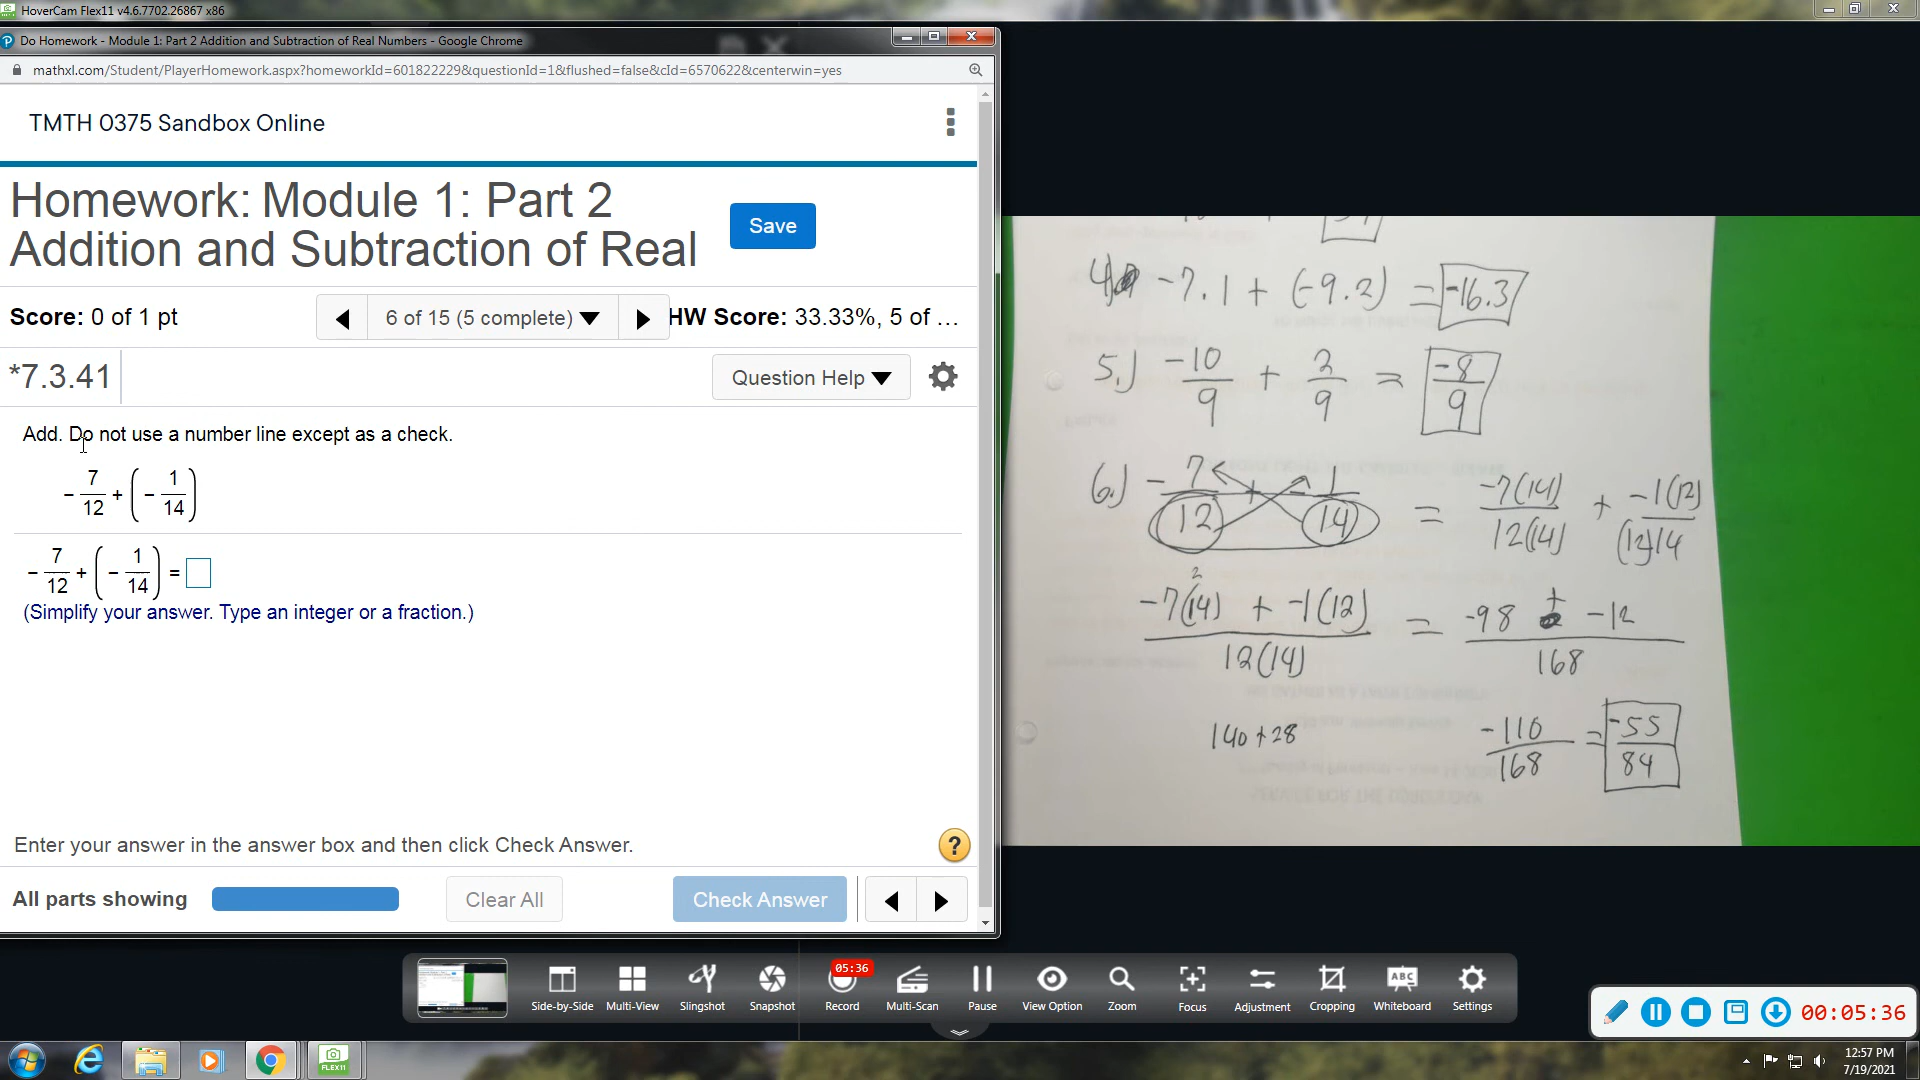 HoverCam Flex11 v4.6.7702.26867 x86
Do Homework - Module 1: Part 2 Addition and Subtraction of Real Numbers - Google Chrome
mathxl.com/Student/PlayerHomework.aspx?homeworkId=601822229&questionId=1&flushed=false&cId=6570622&centerwin=yes
TMTH 0375 Sandbox Online
Homework: Module 1: Part 2
Addition and Subtraction of Real
Save
Score: 0 of 1 pt
6 of 15 (5 complete)
HW Score: 33.33%, 5 of ...
*7.3.41
Question Help
Add. Do not use a number line except as a check.
- 7/12 + (- 1/14)
- 7/12 + (- 1/14) =
(Simplify your answer. Type an integer or a fraction.)
Enter your answer in the answer box and then click Check Answer.
?
All parts showing
Clear All
Check Answer
4) -7.1 + (-9.2) = -16.3
5.) -10/9 + 2/9 = -8/9
6.) - 7/12 + -1/14 = -7(14)/12(14) + -1(12)/(12)14
2
-7(14) + -1(12)/12(14) = -98 + -12/168
140+28
-110/168 = -55/84
05:36
Side-by-Side
Multi-View
Slingshot
Snapshot
Record
Multi-Scan
Pause
View Option
Zoom
Focus
Adjustment
Cropping
ABC
Whiteboard
Settings
00:05:36
FLEX11
12:57 PM
7/19/2021